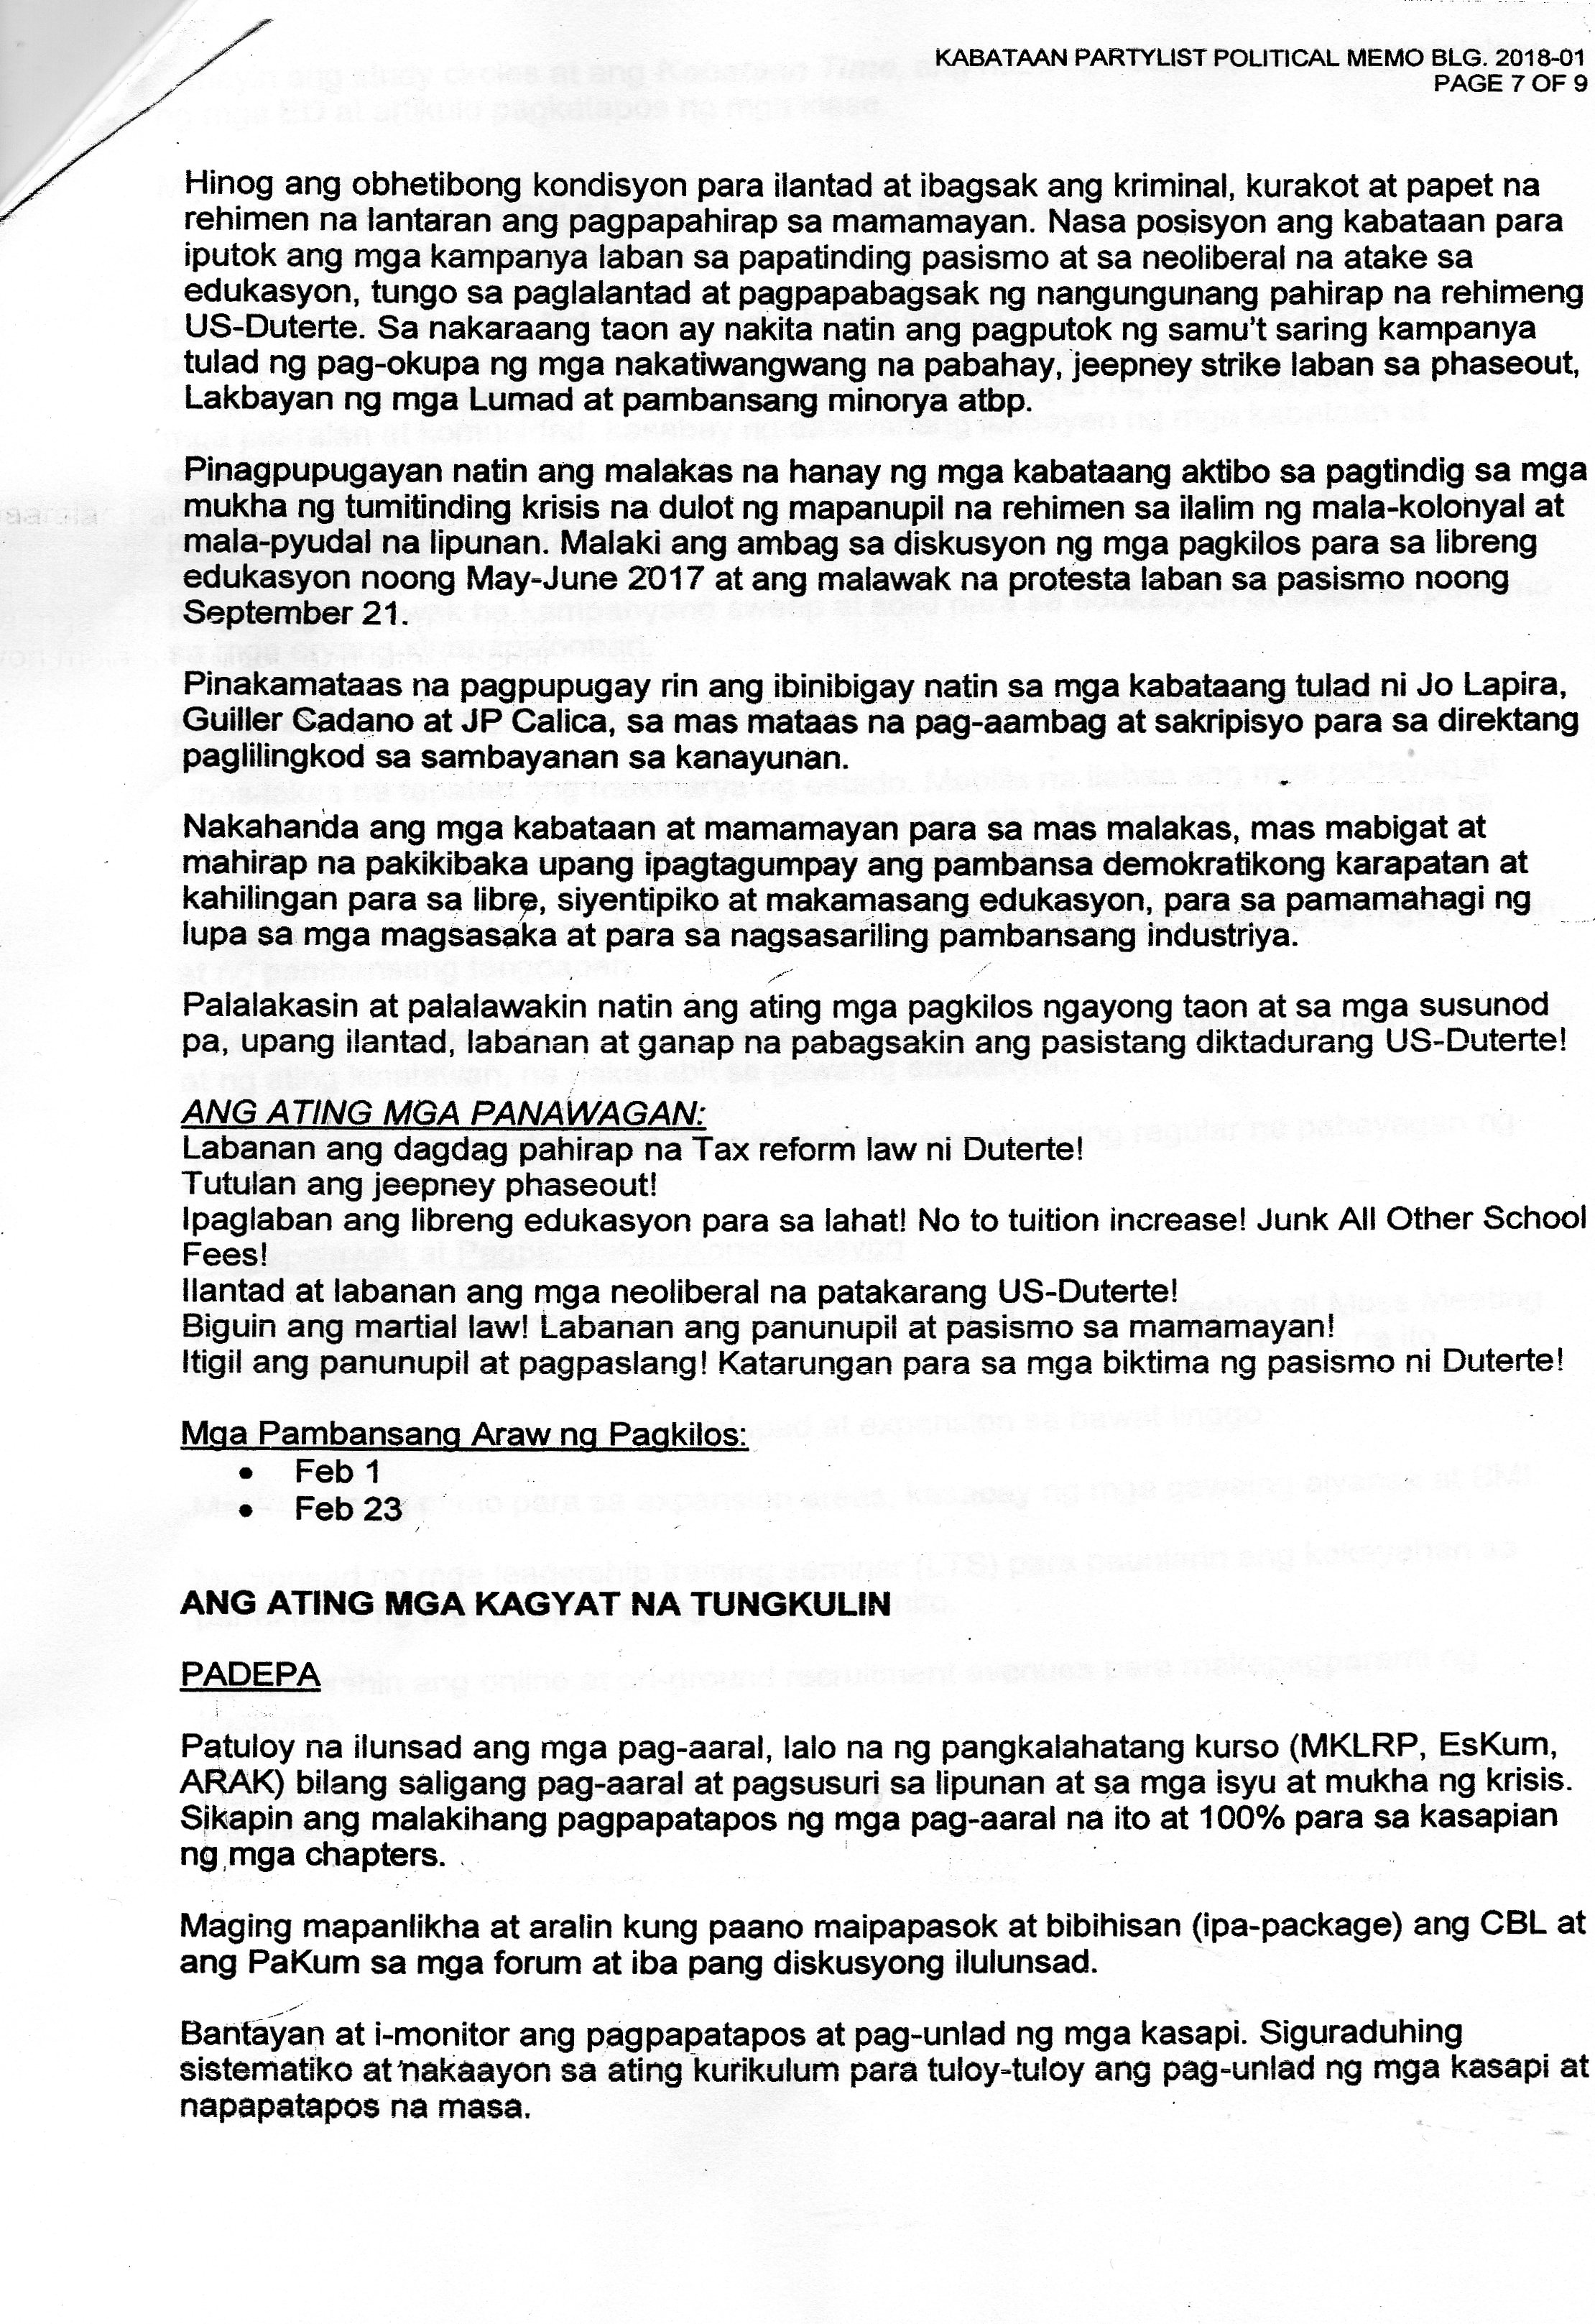 KABATAAN PARTYLIST POLITICAL MEMO BLG. 2018-01
PAGE 7 OF 9
Hinog ang obhetibong kondisyon para ilantad at ibagsak ang kriminal, kurakot at papet na
rehimen na lantaran ang pagpapahirap sa mamamayan. Nasa posisyon ang kabataan para
iputok ang mga kampanya laban sa papatinding pasismo at sa neoliberal na atake sa
edukasyon, tungo sa paglalantad at pagpapabagsak ng nangungunang pahirap na rehimeng
US-Duterte. Sa nakaraang taon ay nakita natin ang pagputok ng samu't saring kampanya
tulad ng pag-okupa ng mga nakatiwangwang na pabahay, jeepney strike laban sa phaseout,
Lakbayan ng mga Lumad at pambansang minorya atbp.
Pinagpupugayan natin ang malakas na hanay ng mga kabataang aktibo sa pagtindig sa mga
mukha ng tumitinding krisis na dulot ng mapanupil na rehimen sa ilalim ng mala-kolonyal at
mala-pyudal na lipunan. Malaki ang ambag sa diskusyon ng mga pagkilos para sa libreng
edukasyon noong May-June 2017 at ang malawak na protesta laban sa pasismo noong
September 21.
Pinakamataas na pagpupugay rin ang ibinibigay natin sa mga kabataang tulad ni Jo Lapira,
Guiller Cadano at JP Calica, sa mas mataas na pag-aambag at sakripisyo para sa direktang
paglilingkod sa sambayanan sa kanayunan.
Nakahanda ang mga kabataan at mamamayan para sa mas malakas, mas mabigat at
mahirap na pakikibaka upang ipagtagumpay ang pambansa demokratikong karapatan at
kahilingan para sa libre, siyentipiko at makamasang edukasyon, para sa pamamahagi ng
lupa sa mga magsasaka at para sa nagsasariling pambansang industriya.
Palalakasin at palalawakin natin ang ating mga pagkilos ngayong taon at sa mga susunod
pa, upang ilantad, labanan at ganap na pabagsakin ang pasistang diktadurang US-Duterte!
ANG ATING MGA PANAWAGAN:
Labanan ang dagdag pahirap na Tax reform law ni Duterte!
Tutulan ang jeepney phaseout!
Ipaglaban ang libreng edukasyon para sa lahat! No to tuition increase! Junk All Other School
Fees!
Ilantad at labanan ang mga neoliberal na patakarang US-Duterte!
Biguin ang martial law! Labanan ang panunupil at pasismo sa mamamayan!
Itigil ang panunupil at pagpaslang! Katarungan para sa mga biktima ng pasismo ni Duterte!
Mga Pambansang Araw ng Pagkilos:
• Feb 1
• Feb 23
ANG ATING MGA KAGYAT NA TUNGKULIN
PADEPA
Patuloy na ilunsad ang mga pag-aaral, lalo na ng pangkalahatang kurso (MKLRP, EsKum,
ARAK) bilang saligang pag-aaral at pagsusuri sa lipunan at sa mga isyu at mukha ng krisis.
Sikapin ang malakihang pagpapatapos ng mga pag-aaral na ito at 100% para sa kasapian
ng mga chapters.
Maging mapanlikha at aralin kung paano maipapasok at bibihisan (ipa-package) ang CBL at
ang PaKum sa mga forum at iba pang diskusyong ilulunsad.
Bantayan at i-monitor ang pagpapatapos at pag-unlad ng mga kasapi. Siguraduhing
sistematiko at nakaayon sa ating kurikulum para tuloy-tuloy ang pag-unlad ng mga kasapi at
napapatapos na masa.